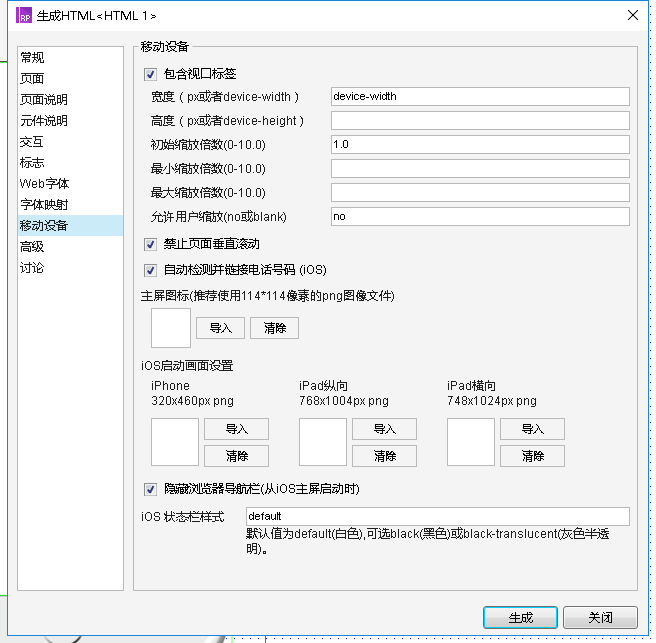 RP 生成HTML<HTML 1>
常规
页面
页面说明
元件说明
交互
标志
Web字体
字体映射
移动设备
高级
讨论
移动设备
包含视口标签
宽度（px或者device-width） device-width
高度（px或者device-height）
初始缩放倍数(0-10.0) 1.0
最小缩放倍数(0-10.0)
最大缩放倍数(0-10.0)
允许用户缩放(no或blank) no
禁止页面垂直滚动
自动检测并链接电话号码 (iOS)
主屏图标(推荐使用114*114像素的png图像文件)
导入 清除
iOS启动画面设置
iPhone iPad纵向 iPad横向
320x460px png 768x1004px png 748x1024px png
导入 导入 导入
清除 清除 清除
隐藏浏览器导航栏(从iOS主屏启动时)
iOS 状态栏样式 default
默认值为default(白色),可选black(黑色)或black-translucent(灰色半透
明)。
生成 关闭